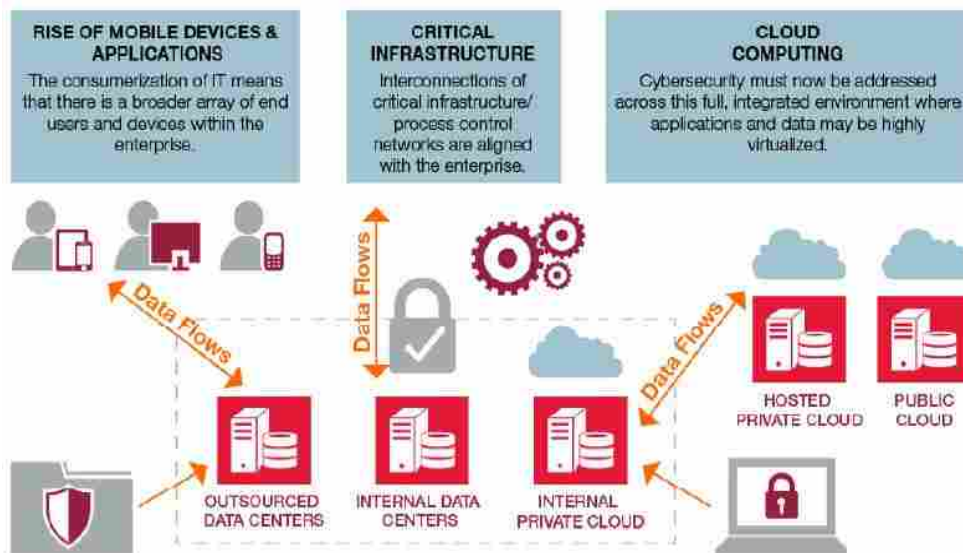 RISE OF MOBILE DEVICES &
APPLICATIONS
The consumerization of IT means
that there is a broader array of end
users and devices within the
enterprise.
CRITICAL
INFRASTRUCTURE
Interconnections of
critical infrastructure/
process control
networks are aligned
with the enterprise.
CLOUD
COMPUTING
Cybersecurity must now be addressed
across this full, integrated environment where
applications and data may be highly
virtualized.
Data Flows
Data Flows
Data Flows
HOSTED
PRIVATE CLOUD
PUBLIC
CLOUD
OUTSOURCED
DATA CENTERS
INTERNAL DATA
CENTERS
INTERNAL
PRIVATE CLOUD